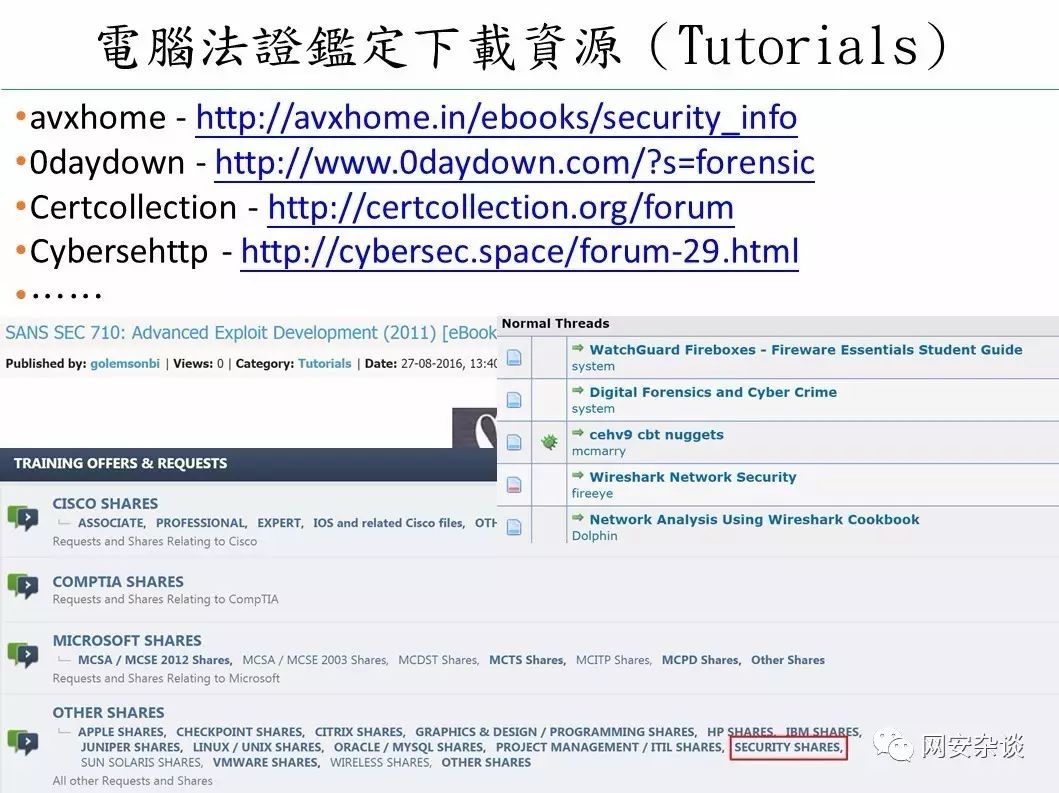 電腦法證鑑定下載資源（Tutorials）
•avxhome - http://avxhome.in/ebooks/security_info
•0daydown - http://www.0daydown.com/?s=forensic
•Certcollection - http://certcollection.org/forum
•Cybersehttp - http://cybersec.space/forum-29.html
•……
SANS SEC 710: Advanced Exploit Development (2011) [eBook
Published by: golemsonbi | Views: 0 | Category: Tutorials | Date: 27-08-2016, 13:40
Normal Threads
WatchGuard Fireboxes - Fireware Essentials Student Guide
system
Digital Forensics and Cyber Crime
system
cehv9 cbt nuggets
mcmarry
Wireshark Network Security
fireeye
Network Analysis Using Wireshark Cookbook
Dolphin
TRAINING OFFERS & REQUESTS
CISCO SHARES
ASSOCIATE, PROFESSIONAL, EXPERT, IOS and related Cisco files, OTH
Requests and Shares Relating to Cisco
COMPTIA SHARES
Requests and Shares Relating to CompTIA
MICROSOFT SHARES
MCSA / MCSE 2012 Shares, MCSA / MCSE 2003 Shares, MCDST Shares, MCTS Shares, MCITP Shares, MCPD Shares, Other Shares
Requests and Shares Relating to Microsoft
OTHER SHARES
APPLE SHARES, CHECKPOINT SHARES, CITRIX SHARES, GRAPHICS & DESIGN / PROGRAMMING SHARES, HP SHARES, IBM SHARES,
JUNIPER SHARES, LINUX / UNIX SHARES, ORACLE / MYSQL SHARES, PROJECT MANAGEMENT / ITIL SHARES, SECURITY SHARES,
SUN SOLARIS SHARES, VMWARE SHARES, WIRELESS SHARES, OTHER SHARES
All other Requests and Shares
网安杂谈